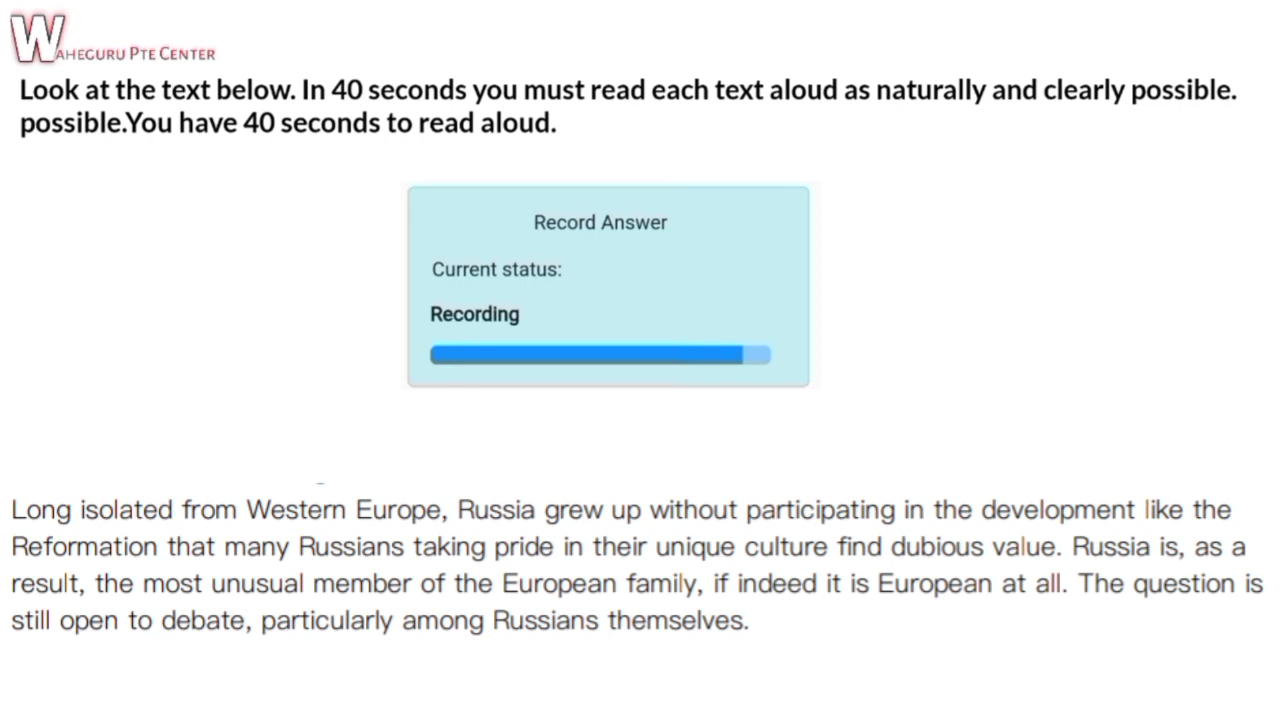 WAHEGURU PTE CENTER
Look at the text below. In 40 seconds you must read each text aloud as naturally and clearly possible.
possible.You have 40 seconds to read aloud.
Record Answer
Current status:
Recording
Long isolated from Western Europe, Russia grew up without participating in the development like the
Reformation that many Russians taking pride in their unique culture find dubious value. Russia is, as a
result, the most unusual member of the European family, if indeed it is European at all. The question is
still open to debate, particularly among Russians themselves.